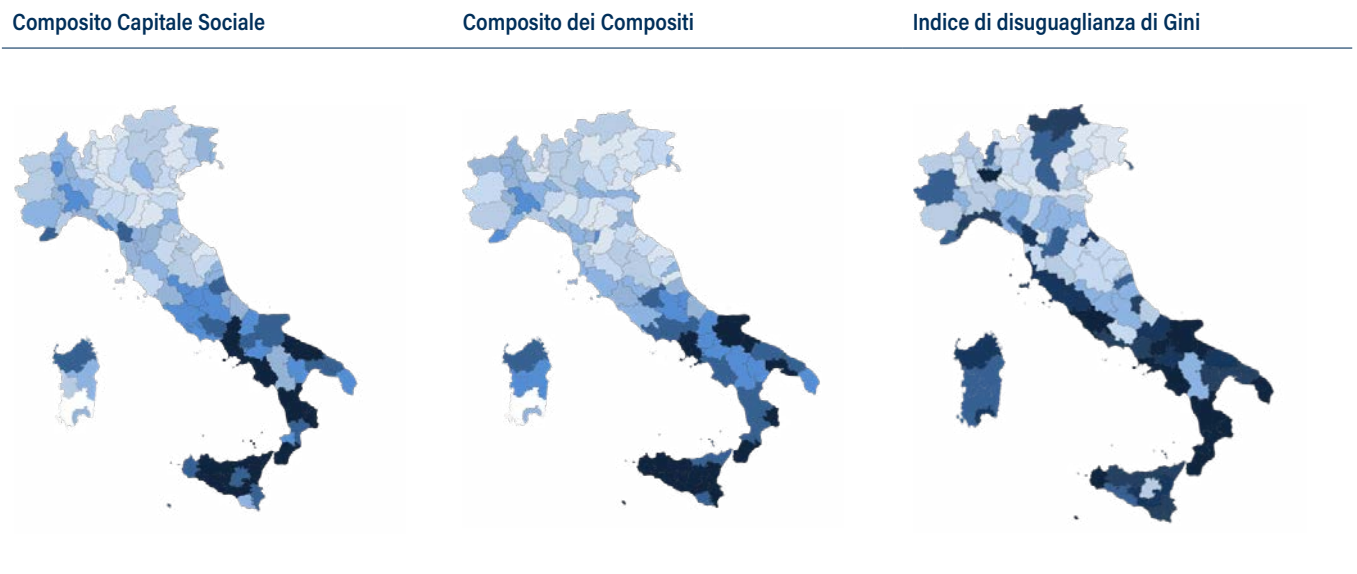 Composito Capitale Sociale
Composito dei Compositi
Indice di disuguaglianza di Gini